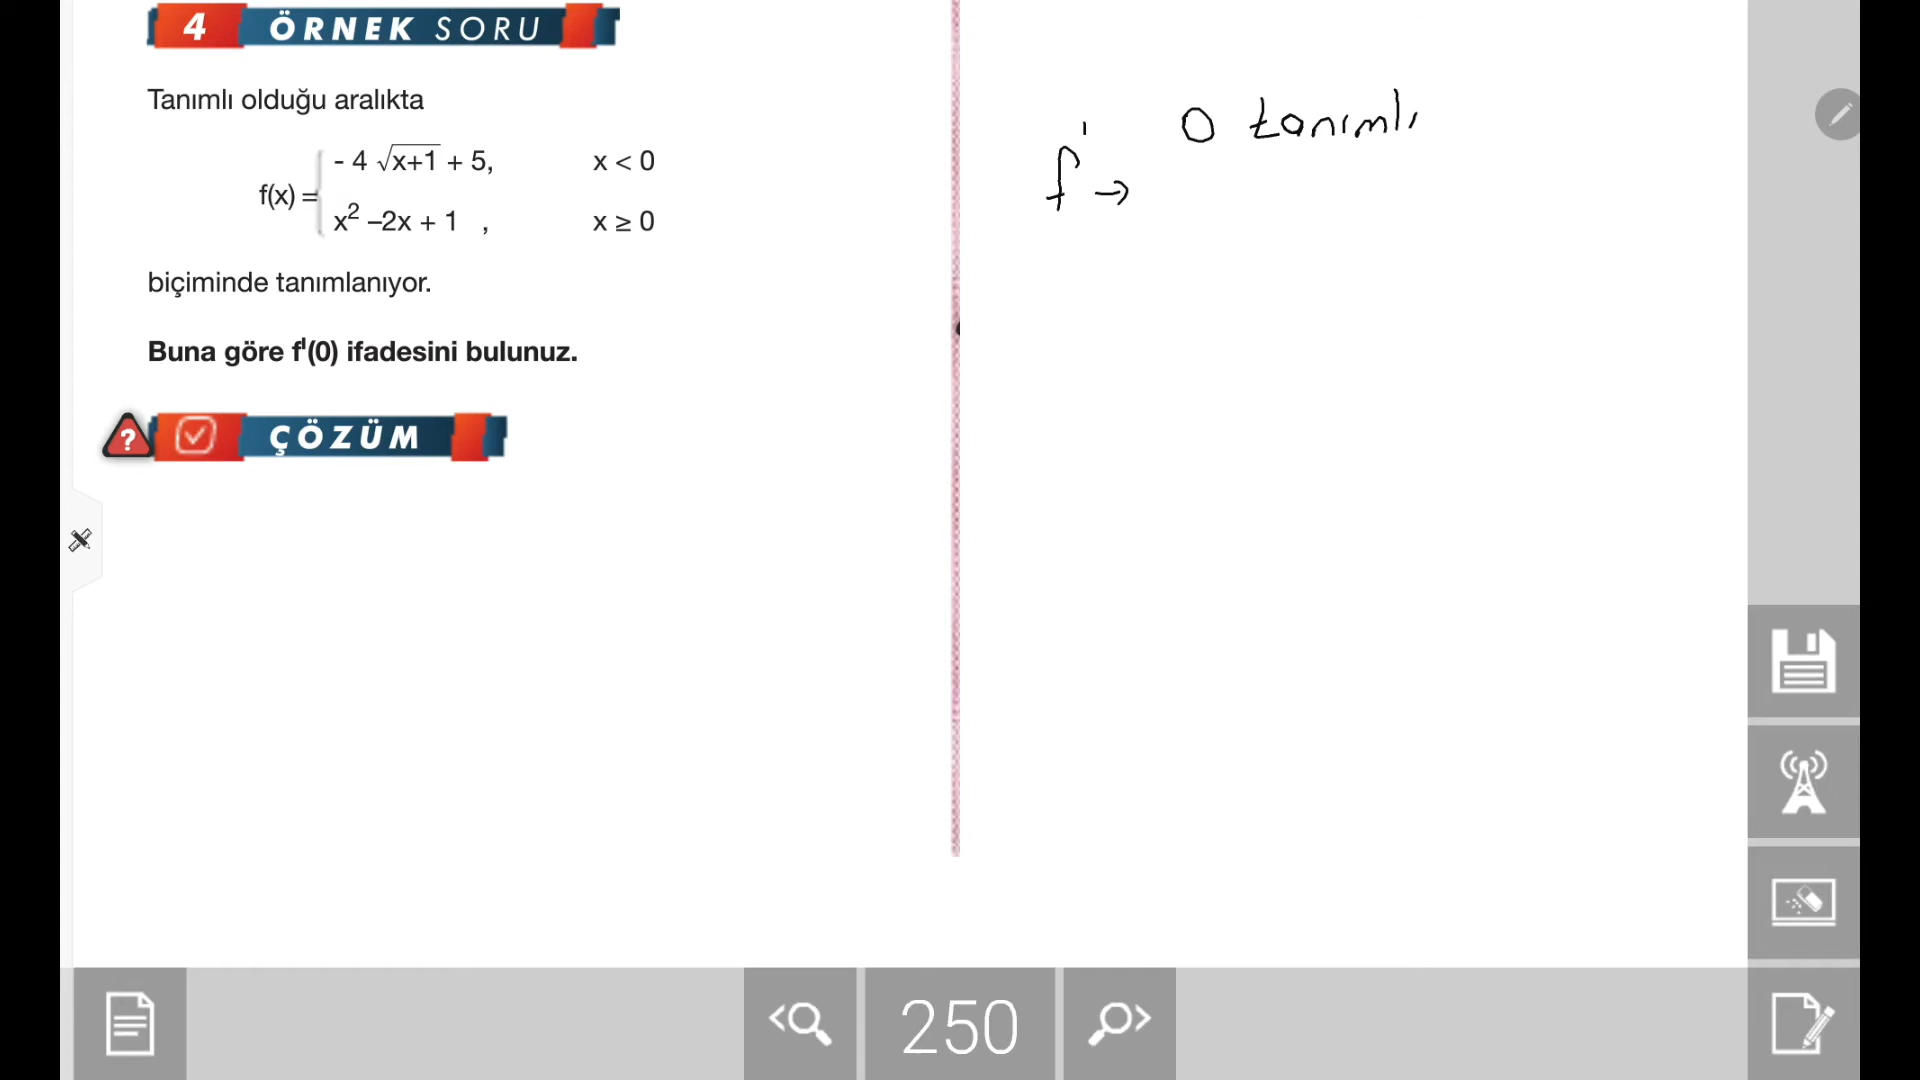 4 ÖRNEK SORU
Tanımlı olduğu aralıkta
f(x) =
- 4 √x+1 + 5, x < 0
x² –2x + 1 , x ≥ 0
biçiminde tanımlanıyor.
Buna göre f'(0) ifadesini bulunuz.
? ÇÖZÜM
0 tanımlı
f' →
250